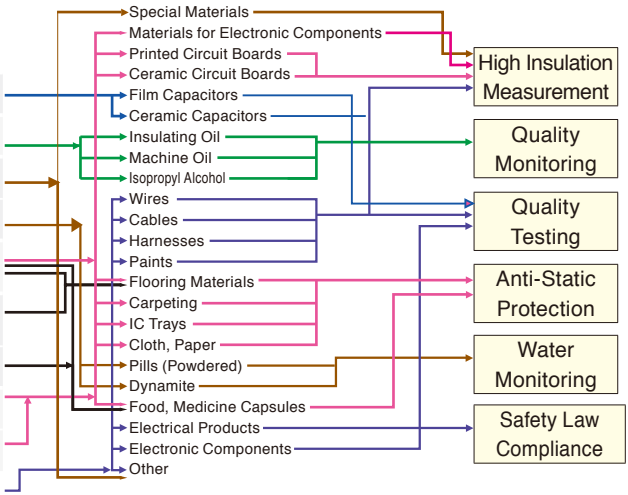 Special Materials
Materials for Electronic Components
Printed Circuit Boards
Ceramic Circuit Boards
Film Capacitors
Ceramic Capacitors
Insulating Oil
Machine Oil
Isopropyl Alcohol
Wires
Cables
Harnesses
Paints
Flooring Materials
Carpeting
IC Trays
Cloth, Paper
Pills (Powdered)
Dynamite
Food, Medicine Capsules
Electrical Products
Electronic Components
Other
High Insulation
Measurement
Quality
Monitoring
Quality
Testing
Anti-Static
Protection
Water
Monitoring
Safety Law
Compliance